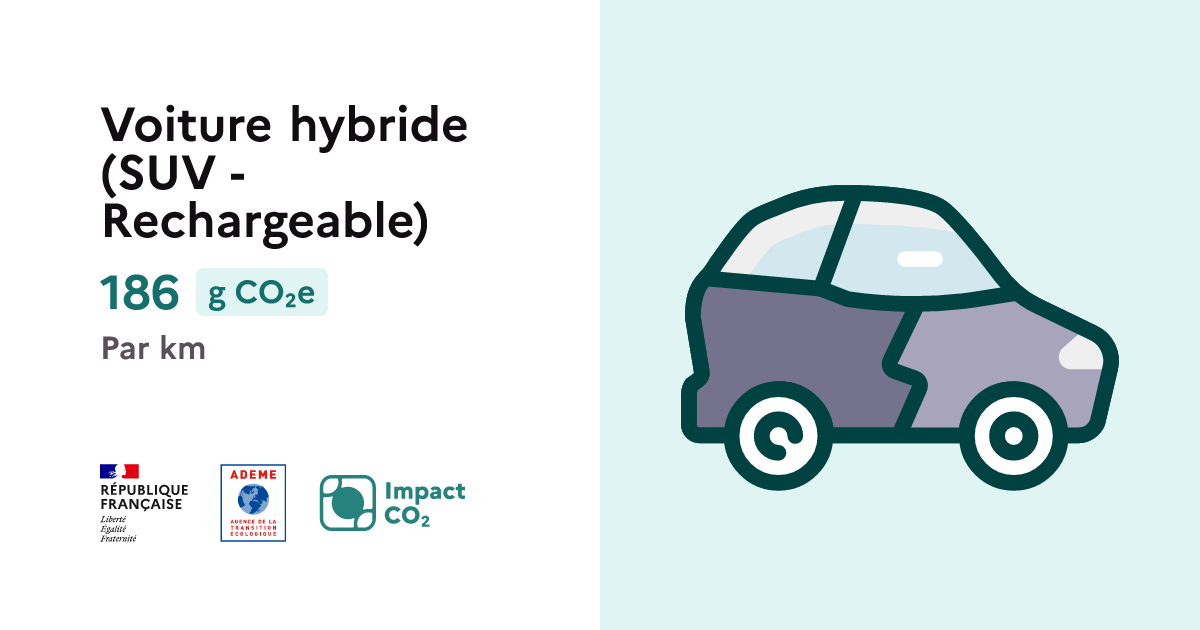 Voiture hybride
(SUV -
Rechargeable)
186 g CO₂e
Par km
RÉPUBLIQUE
FRANÇAISE
Liberté
Égalité
Fraternité
ADEME
AGENCE DE LA
TRANSITION
ÉCOLOGIQUE
Impact
CO₂